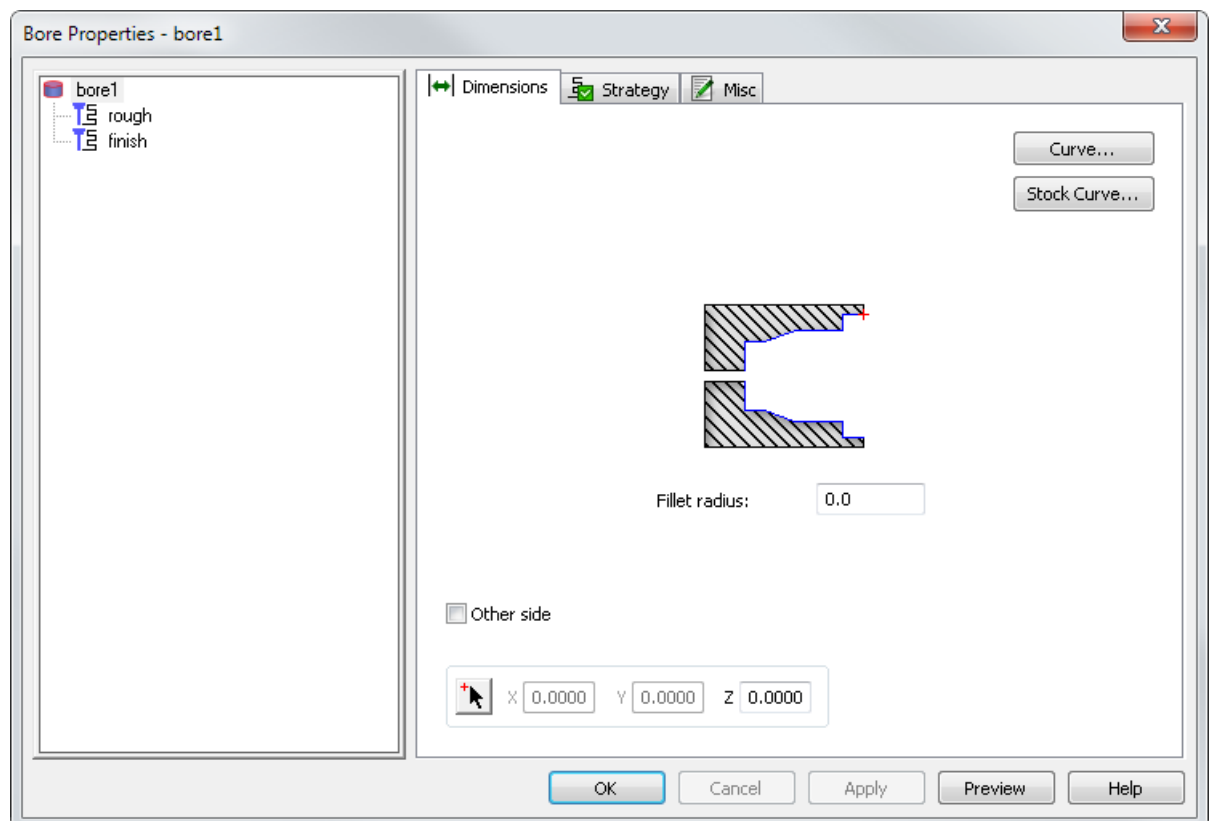 Bore Properties - bore1
bore1
rough
finish
Dimensions Strategy Misc
Curve...
Stock Curve...
Fillet radius: 0.0
Other side
X 0.0000 Y 0.0000 Z 0.0000
OK Cancel Apply Preview Help